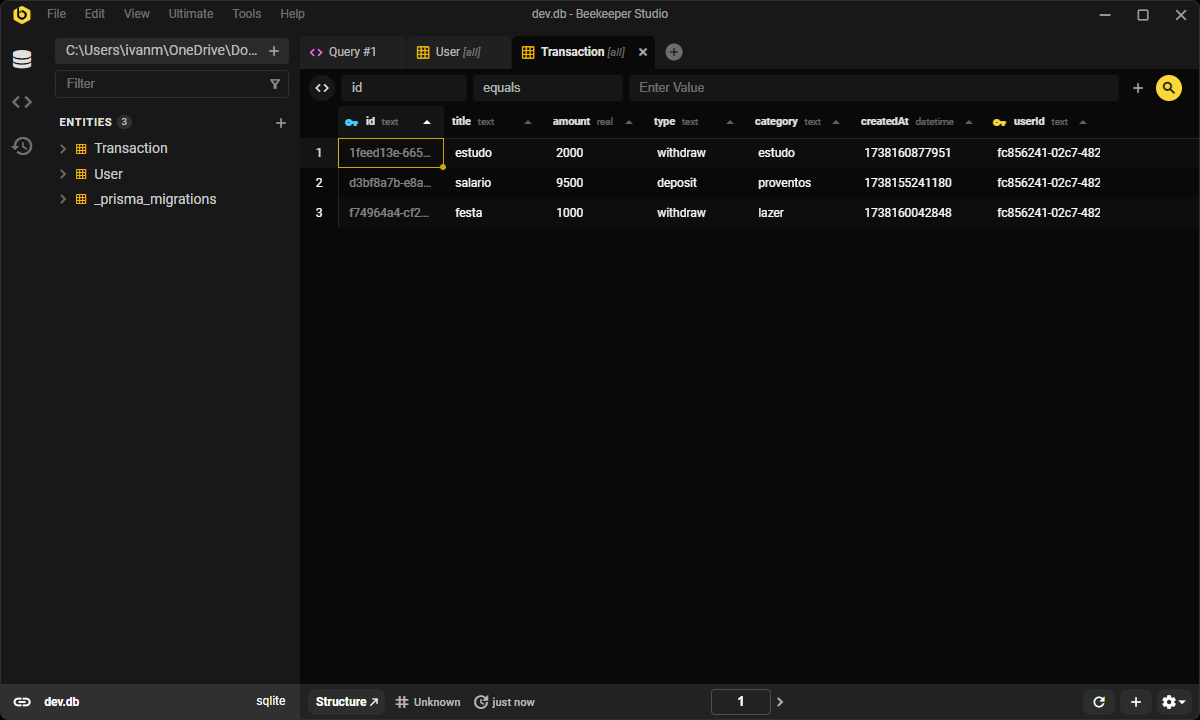 File Edit View Ultimate Tools Help
dev.db - Beekeeper Studio
C:\Users\ivanm\OneDrive\Do...
Filter
ENTITIES 3
Transaction
User
_prisma_migrations
dev.db sqlite
Query #1 User [all] Transaction [all]
id equals Enter Value
id text title text amount real type text category text createdAt datetime userId text
1 1feed13e-665... estudo 2000 withdraw estudo 1738160877951 fc856241-02c7-482
2 d3bf8a7b-e8a... salario 9500 deposit proventos 1738155241180 fc856241-02c7-482
3 f74964a4-cf2... festa 1000 withdraw lazer 1738160042848 fc856241-02c7-482
Structure Unknown just now 1